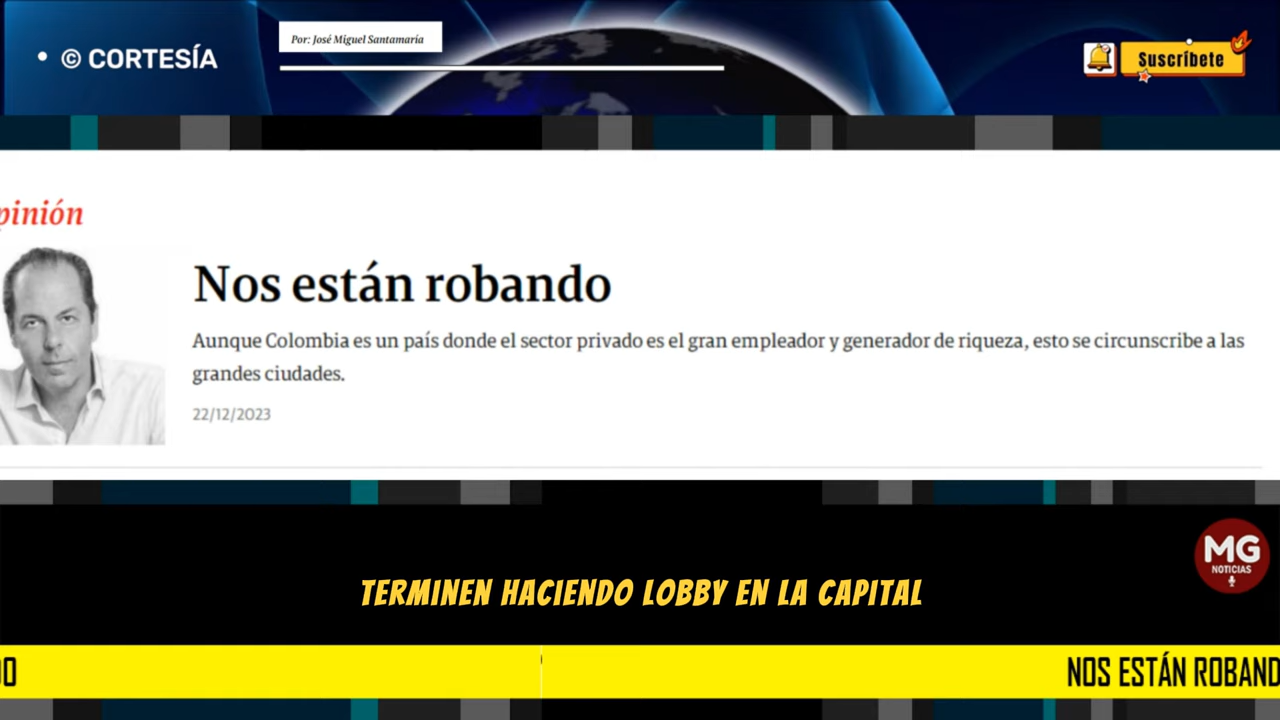 • © CORTESÍA
Por: José Miguel Santamaría
Suscríbete
pinión
Nos están robando
Aunque Colombia es un país donde el sector privado es el gran empleador y generador de riqueza, esto se circunscribe a las
grandes ciudades.
22/12/2023
MG
NOTICIAS
TERMINEN HACIENDO LOBBY EN LA CAPITAL
DO
NOS ESTÁN ROBAND